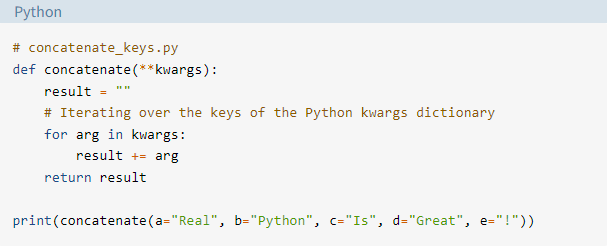 Python
# concatenate_keys.py
def concatenate(**kwargs):
    result = ""
    # Iterating over the keys of the Python kwargs dictionary
    for arg in kwargs:
        result += arg
    return result
print(concatenate(a="Real", b="Python", c="Is", d="Great", e="!"))